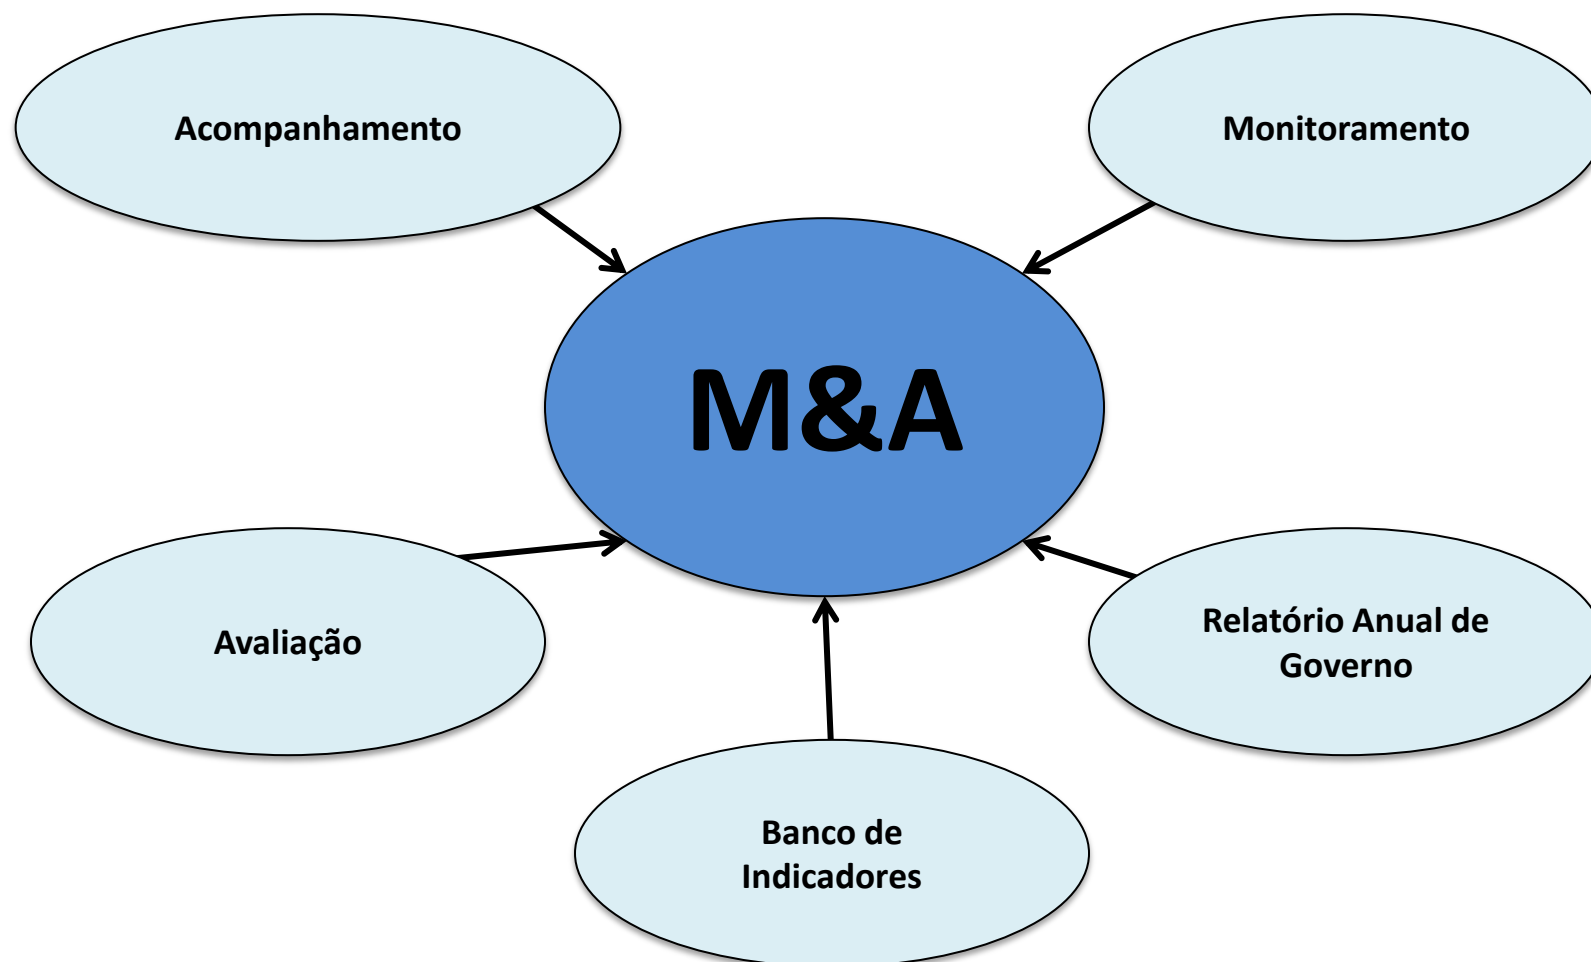 Acompanhamento
Monitoramento
M&A
Avaliação
Relatório Anual de
Governo
Banco de
Indicadores